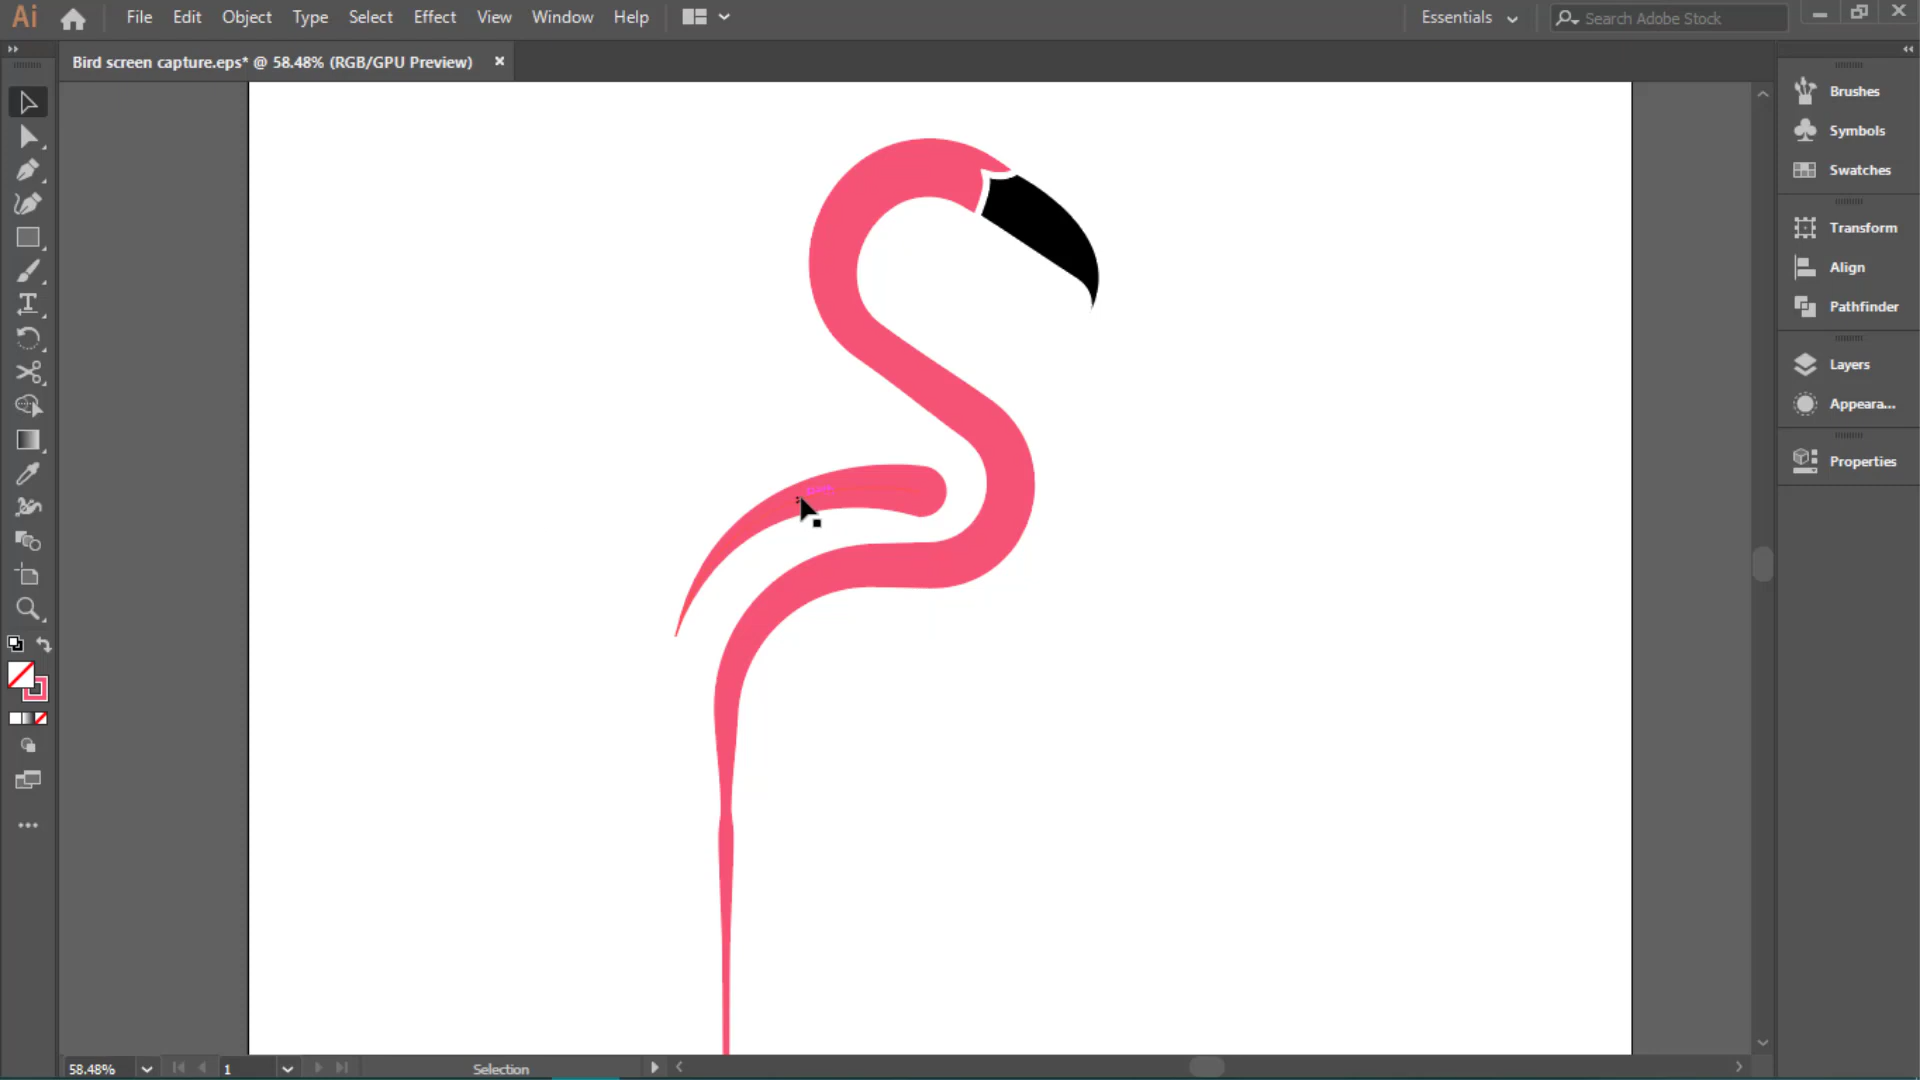 Ai File Edit Object Type Select Effect View Window Help Essentials Search Adobe Stock
Bird screen capture.eps* @ 58.48% (RGB/GPU Preview)
Brushes
Symbols
Swatches
Transform
Align
Pathfinder
Layers
Appeara...
Properties
58.48% 1 Selection